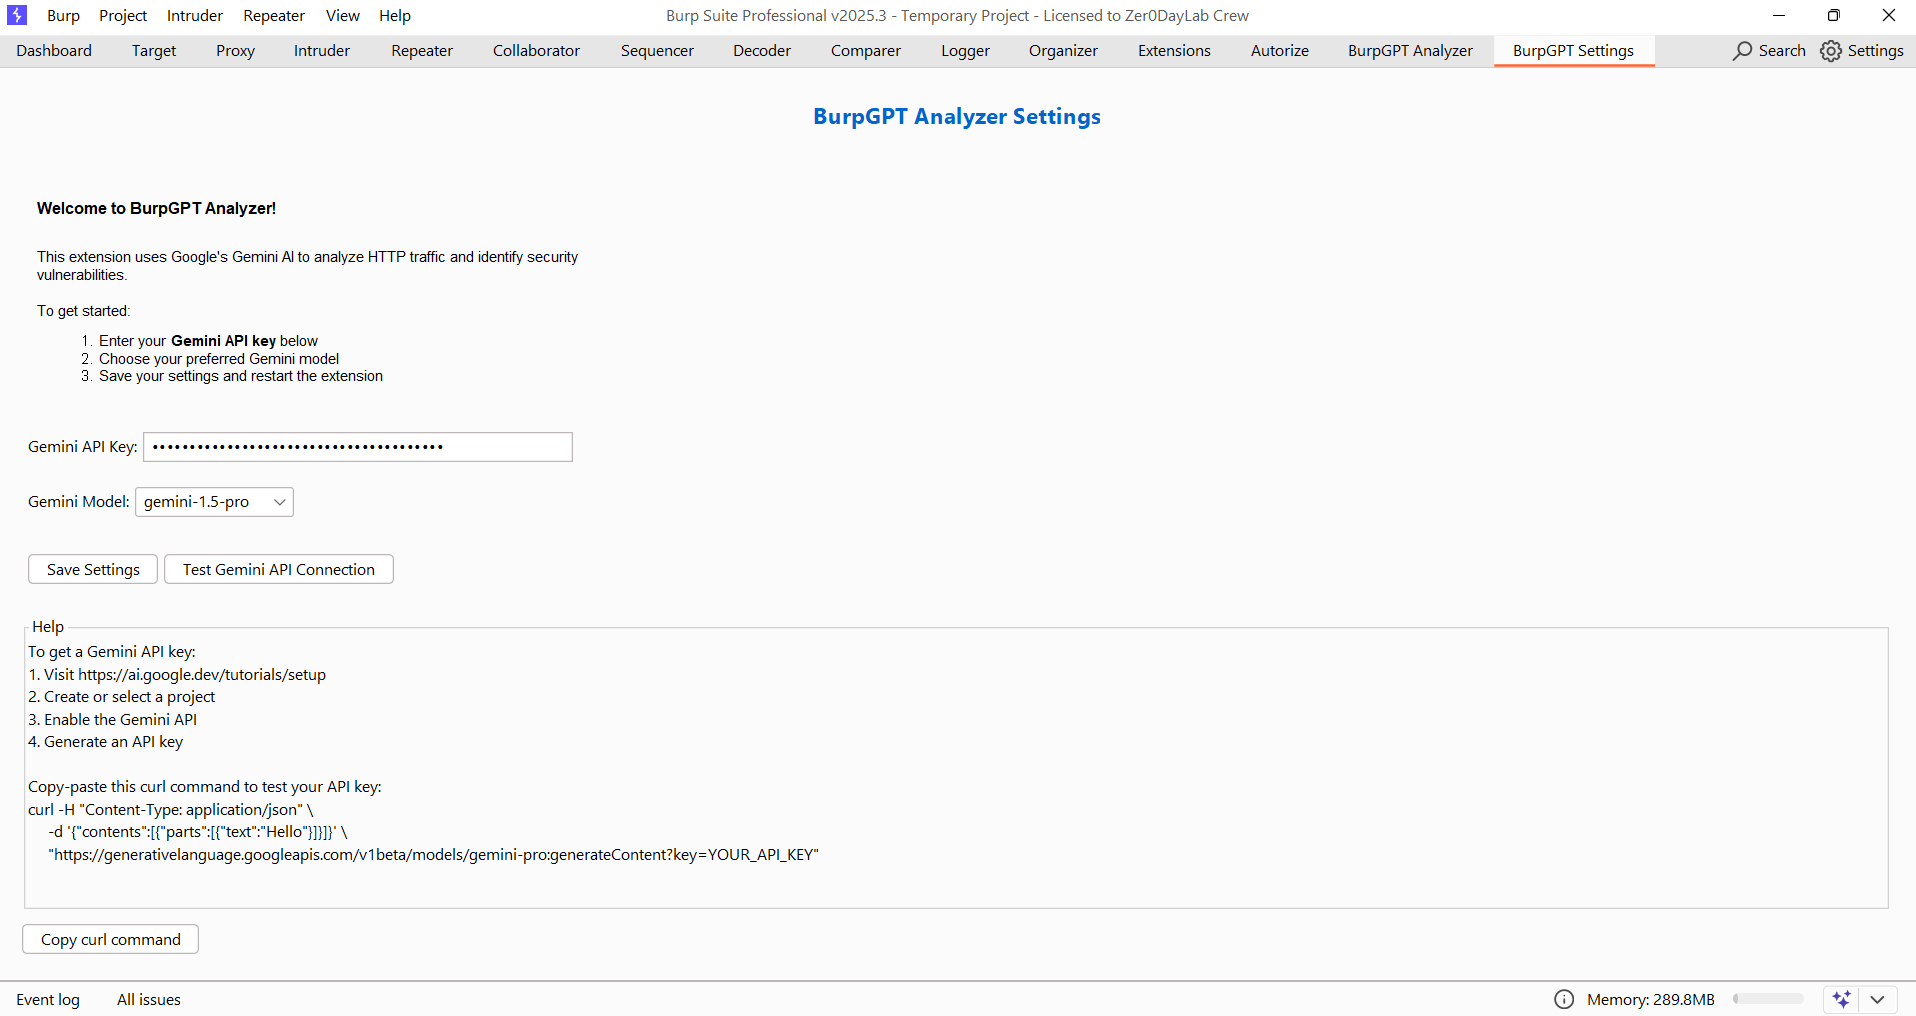 Burp Project Intruder Repeater View Help Burp Suite Professional v2025.3 - Temporary Project - Licensed to Zer0DayLab Crew
Dashboard Target Proxy Intruder Repeater Collaborator Sequencer Decoder Comparer Logger Organizer Extensions Autorize BurpGPT Analyzer BurpGPT Settings Search Settings
BurpGPT Analyzer Settings
Welcome to BurpGPT Analyzer!
This extension uses Google's Gemini AI to analyze HTTP traffic and identify security
vulnerabilities.
To get started:
1. Enter your Gemini API key below
2. Choose your preferred Gemini model
3. Save your settings and restart the extension
Gemini API Key: •••••••••••••••••••••••••••••••••••••••
Gemini Model: gemini-1.5-pro
Save Settings Test Gemini API Connection
Help
To get a Gemini API key:
1. Visit https://ai.google.dev/tutorials/setup
2. Create or select a project
3. Enable the Gemini API
4. Generate an API key
Copy-paste this curl command to test your API key:
curl -H "Content-Type: application/json" \
-d '{"contents":[{"parts":[{"text":"Hello"}]}]}' \
"https://generativelanguage.googleapis.com/v1beta/models/gemini-pro:generateContent?key=YOUR_API_KEY"
Copy curl command
Event log All issues Memory: 289.8MB